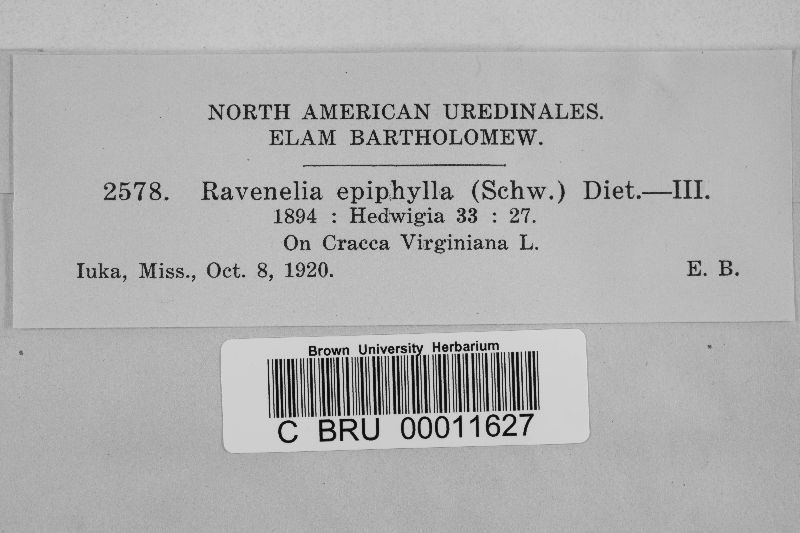 NORTH AMERICAN UREDINALES.
ELAM BARTHOLOMEW.
2578. Ravenelia epiphylla (Schw.) Diet.—III.
1894 : Hedwigia 33 : 27.
On Cracca Virginiana L.
Iuka, Miss., Oct. 8, 1920. E. B.
Brown University Herbarium
C BRU 00011627